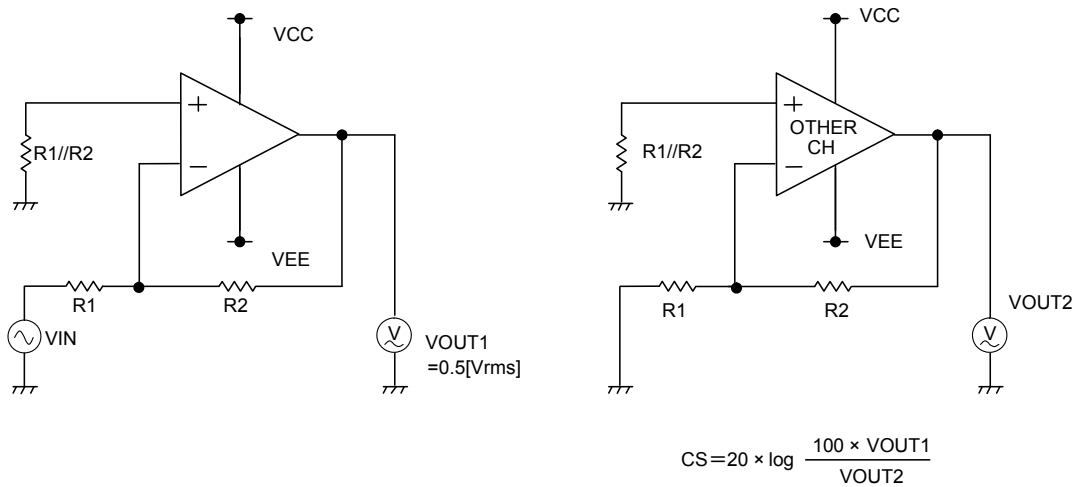 VCC
+
R1//R2
−
VEE
R1
R2
VIN
V
VOUT1
=0.5[Vrms]
VCC
+
OTHER
CH
R1//R2
−
VEE
R1
R2
V
VOUT2
CS=20 × log 100 × VOUT1
VOUT2